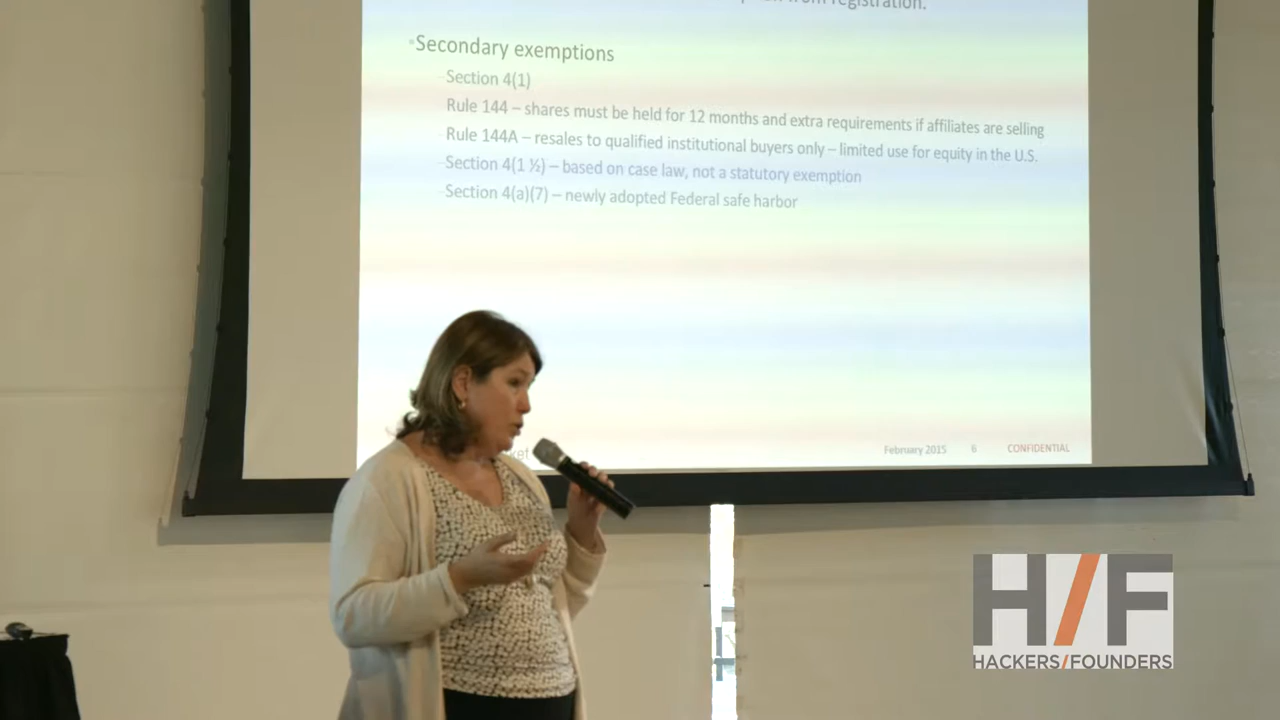 from registration.
•Secondary exemptions
–Section 4(1)
Rule 144 – shares must be held for 12 months and extra requirements if affiliates are selling
Rule 144A – resales to qualified institutional buyers only – limited use for equity in the U.S.
–Section 4(1 ½) – based on case law, not a statutory exemption
–Section 4(a)(7) – newly adopted Federal safe harbor
February 2015 6 CONFIDENTIAL
H/F
HACKERS/FOUNDERS